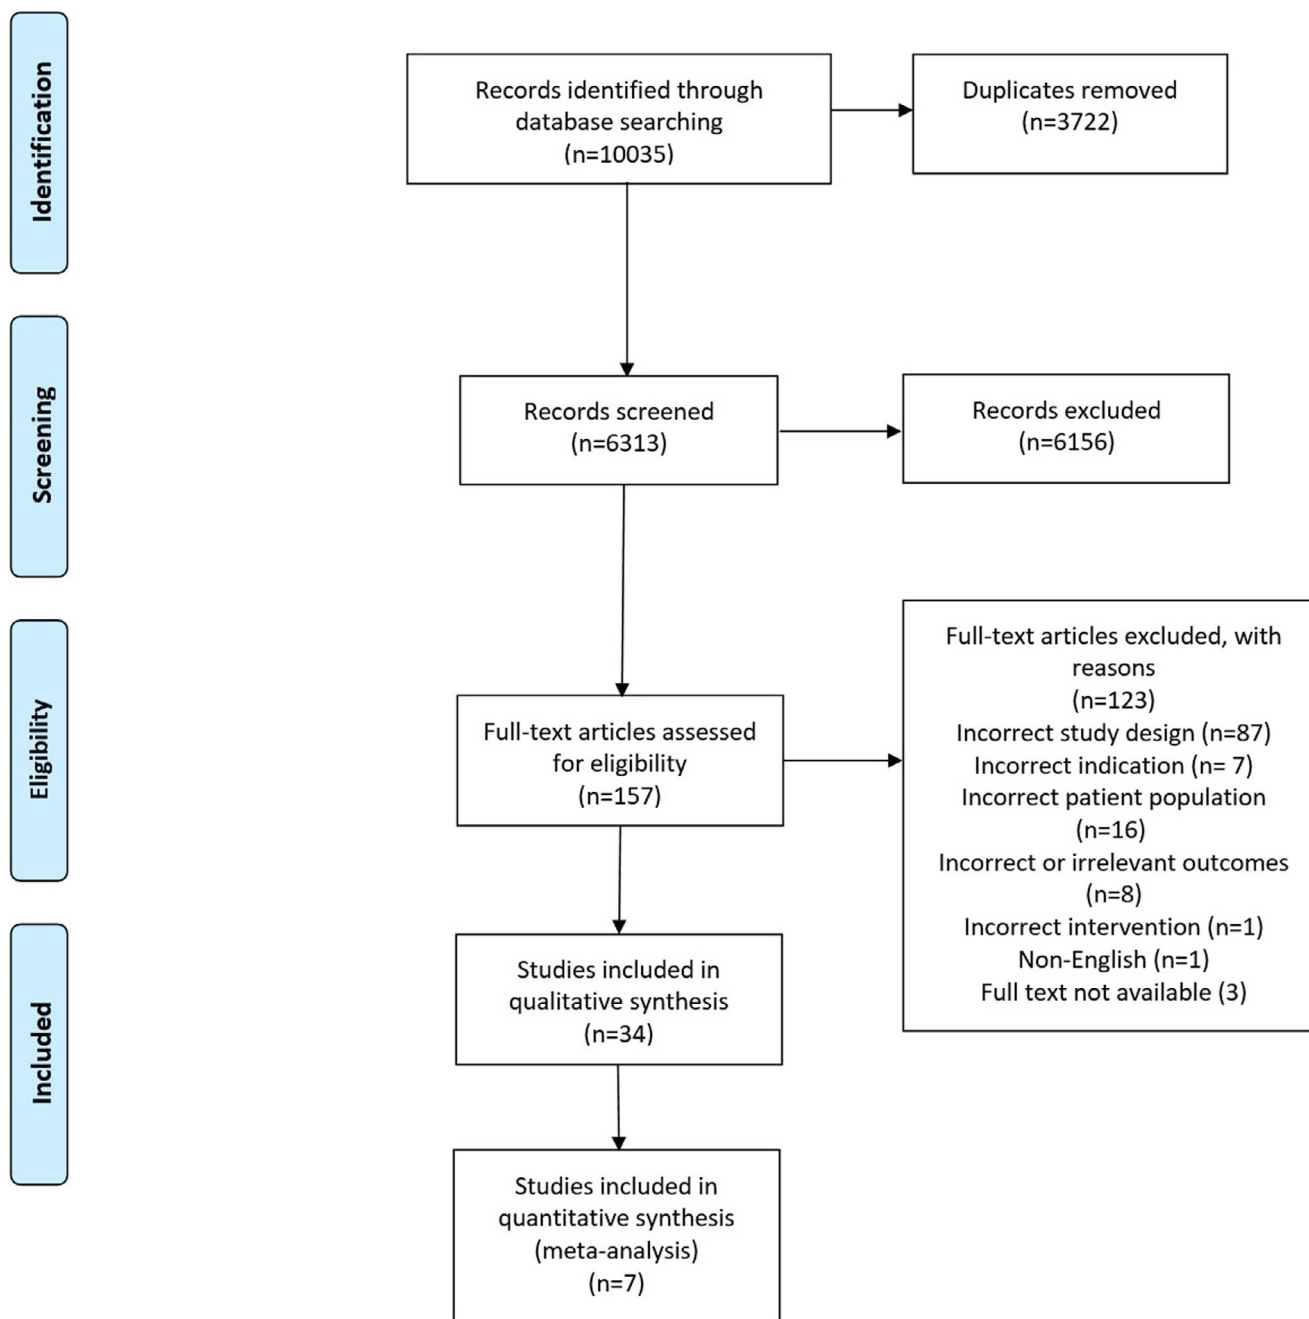 Identification
Records identified through
database searching
(n=10035)
Duplicates removed
(n=3722)
Screening
Records screened
(n=6313)
Records excluded
(n=6156)
Eligibility
Full-text articles assessed
for eligibility
(n=157)
Full-text articles excluded, with
reasons
(n=123)
Incorrect study design (n=87)
Incorrect indication (n= 7)
Incorrect patient population
(n=16)
Incorrect or irrelevant outcomes
(n=8)
Incorrect intervention (n=1)
Non-English (n=1)
Full text not available (3)
Included
Studies included in
qualitative synthesis
(n=34)
Studies included in
quantitative synthesis
(meta-analysis)
(n=7)